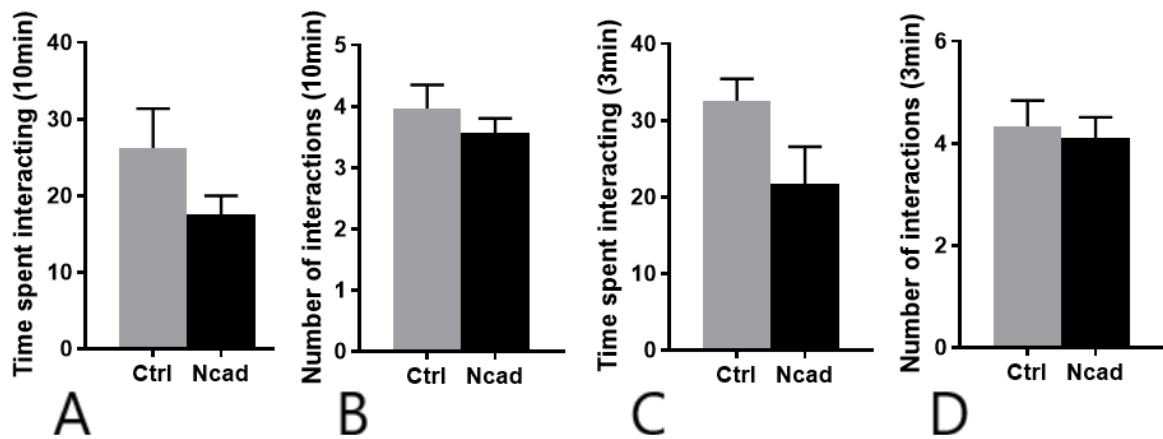 Time spent interacting (10min)
40
30
20
10
0
Ctrl Ncad
A
Number of interactions (10min)
5
4
3
2
1
0
Ctrl Ncad
B
Time spent interacting (3min)
40
30
20
10
0
Ctrl Ncad
C
Number of interactions (3min)
6
4
2
0
Ctrl Ncad
D